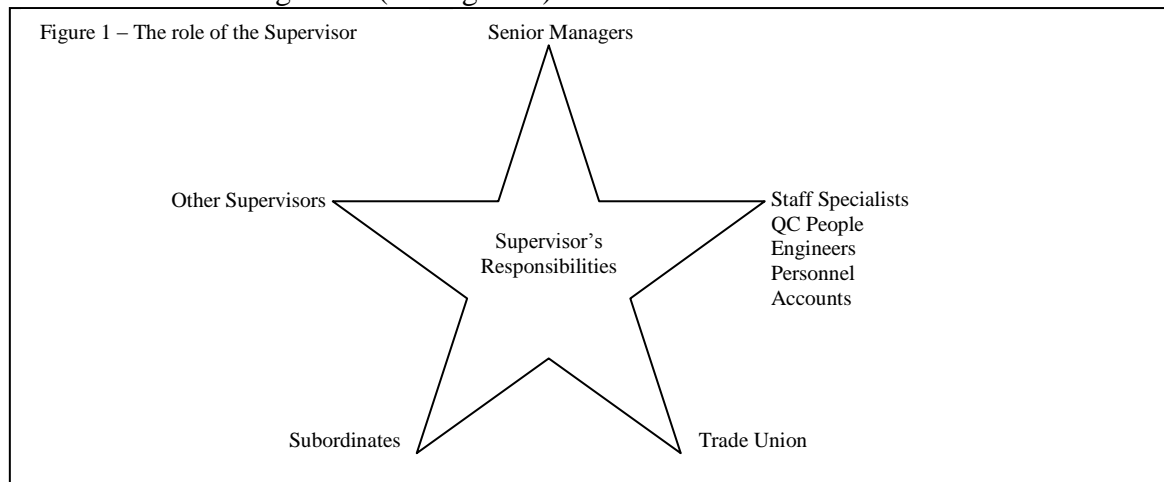 Figure 1 – The role of the Supervisor
Senior Managers
Other Supervisors
Staff Specialists
QC People
Engineers
Personnel
Accounts
Supervisor’s
Responsibilities
Subordinates
Trade Union